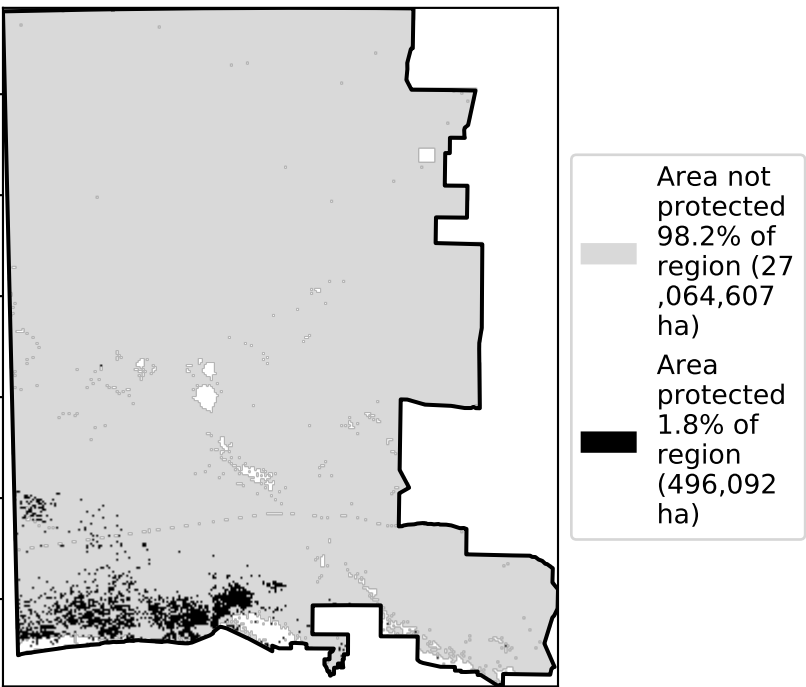 Area not
protected
98.2% of
region (27
,064,607
ha)
Area
protected
1.8% of
region
(496,092
ha)